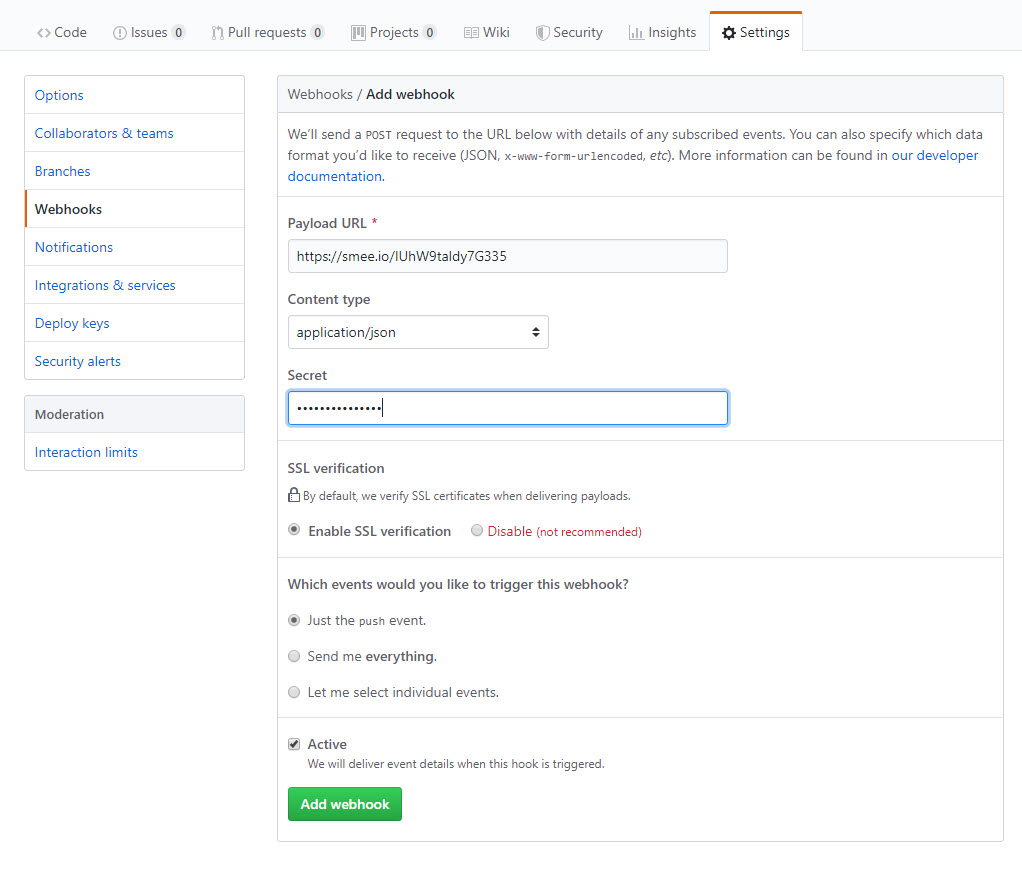 Code Issues 0 Pull requests 0 Projects 0 Wiki Security Insights Settings
Options
Collaborators & teams
Branches
Webhooks
Notifications
Integrations & services
Deploy keys
Security alerts
Moderation
Interaction limits
Webhooks / Add webhook
We’ll send a POST request to the URL below with details of any subscribed events. You can also specify which data
format you’d like to receive (JSON, x-www-form-urlencoded, etc). More information can be found in our developer
documentation.
Payload URL *
https://smee.io/lUhW9taldy7G335
Content type
application/json
Secret
•••••••••••••••
SSL verification
By default, we verify SSL certificates when delivering payloads.
Enable SSL verification Disable (not recommended)
Which events would you like to trigger this webhook?
Just the push event.
Send me everything.
Let me select individual events.
Active
We will deliver event details when this hook is triggered.
Add webhook